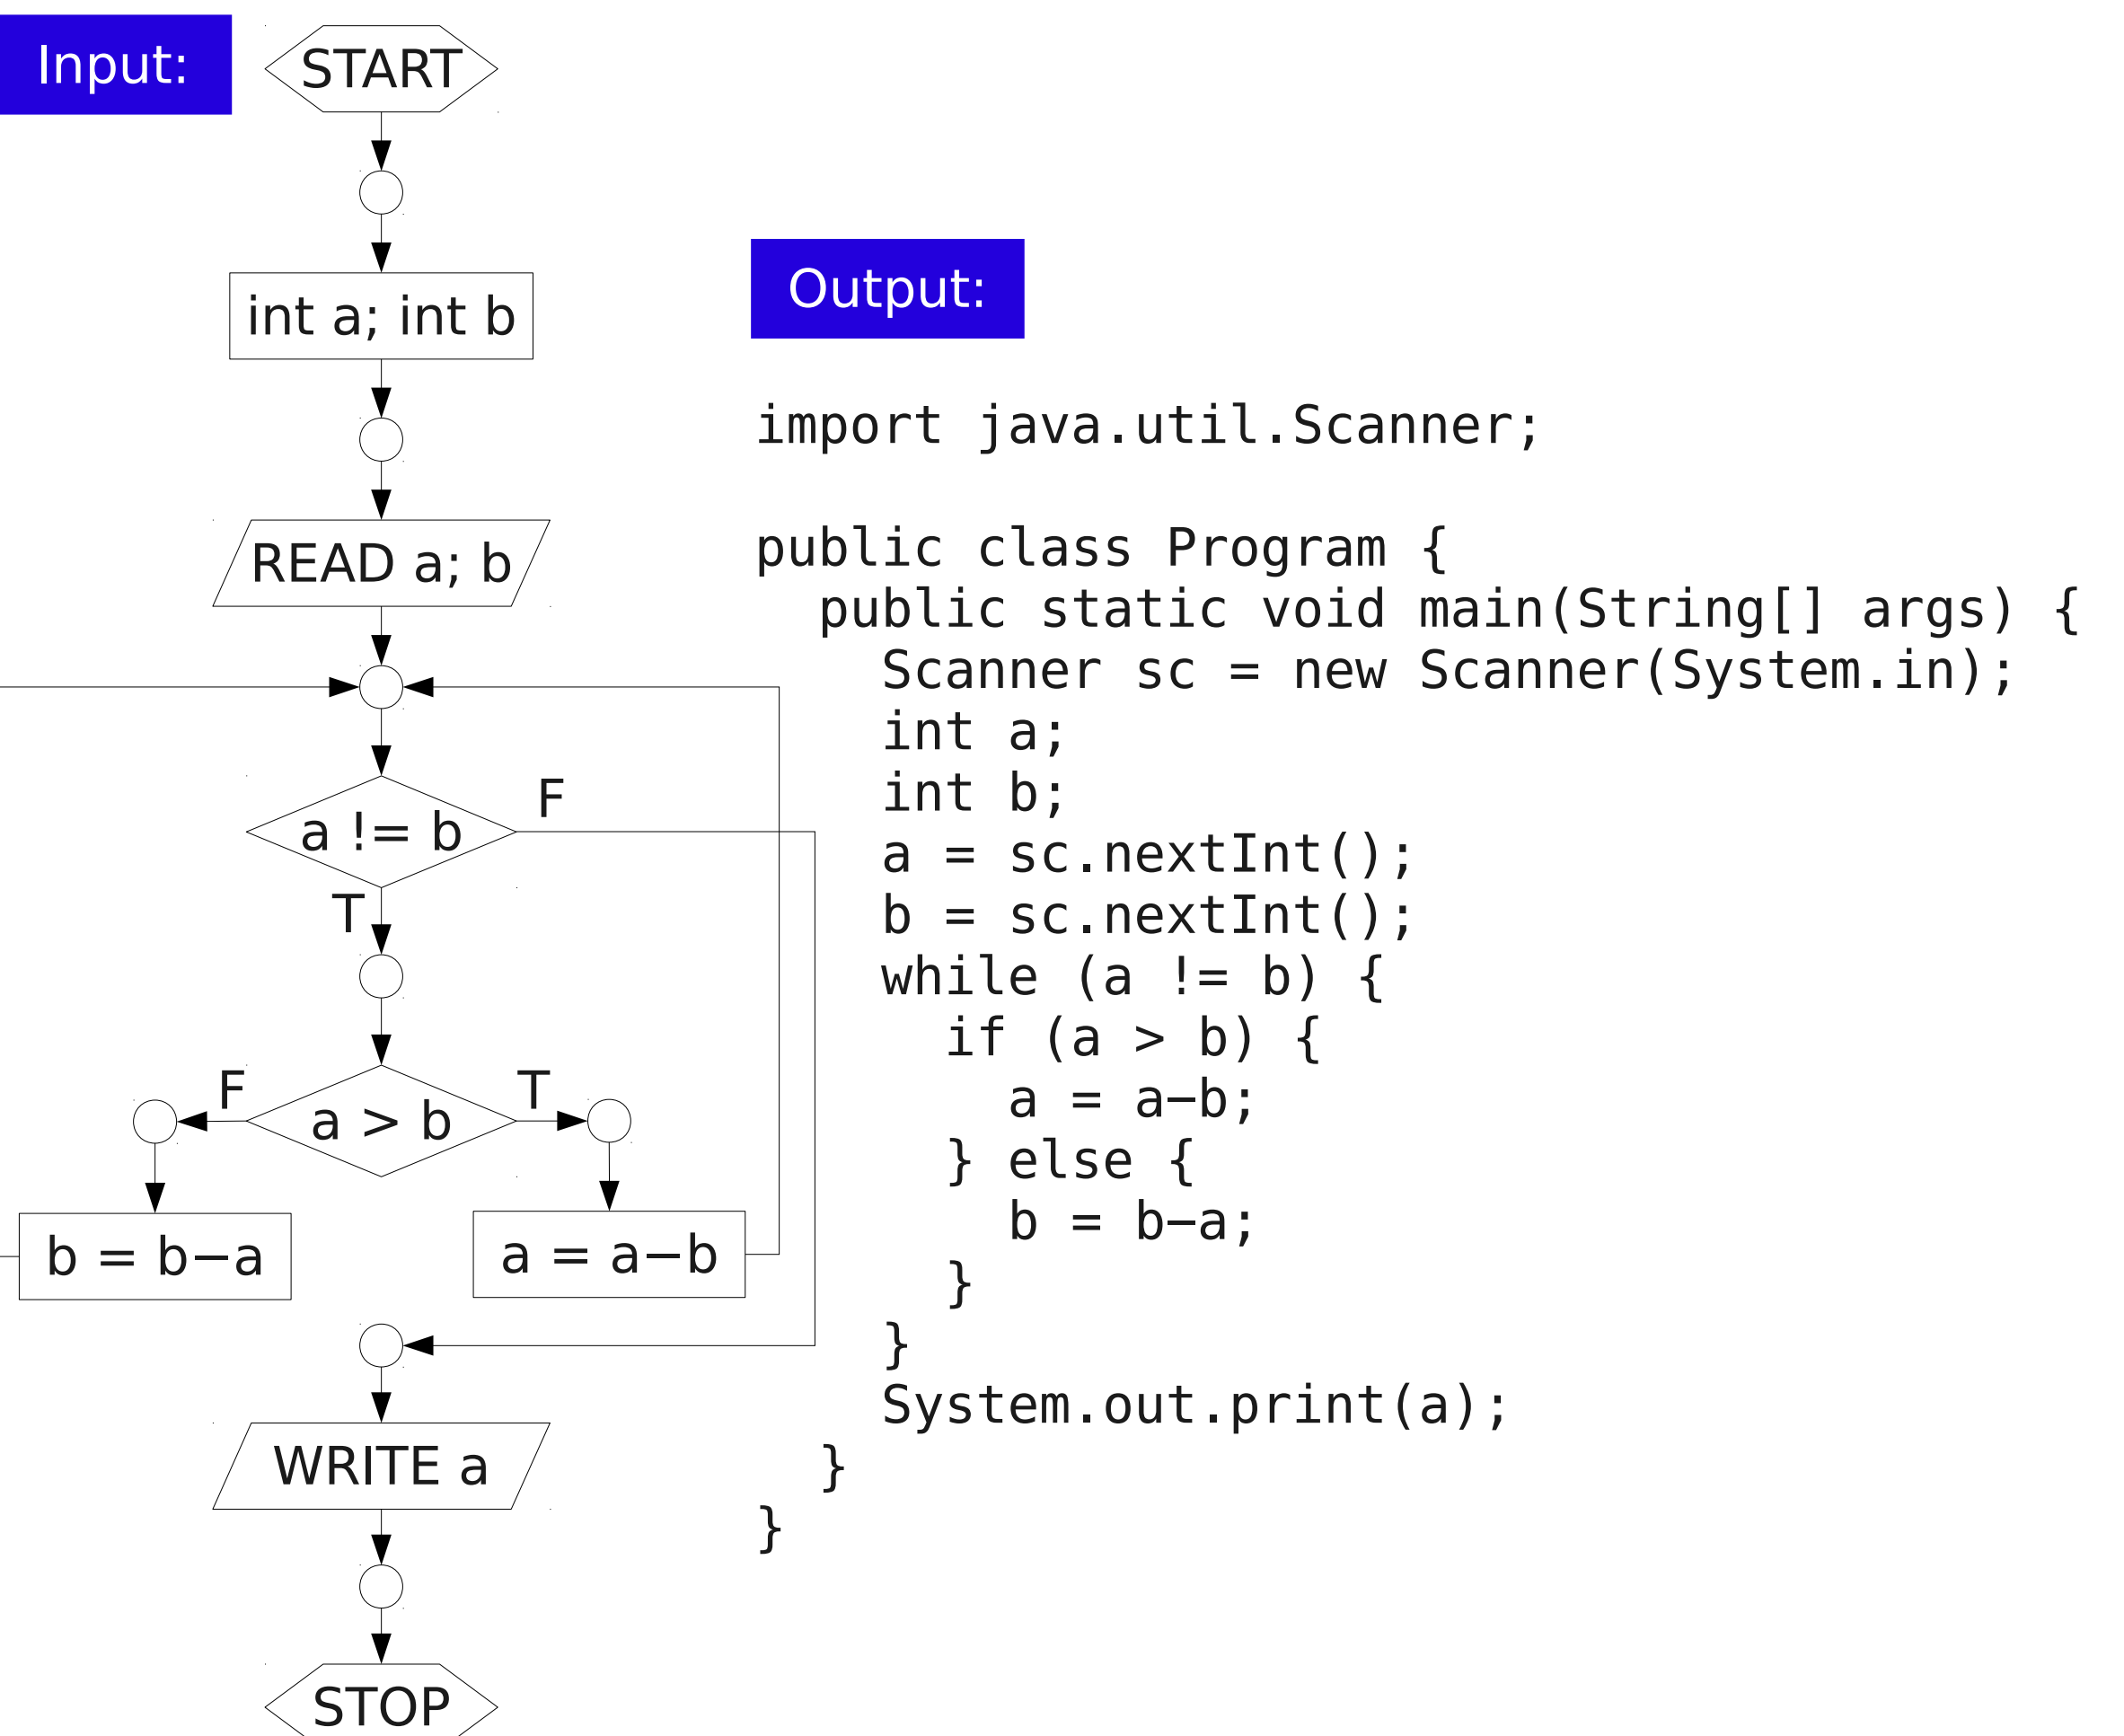 Input:
START
int a; int b
READ a; b
a != b
F
T
a > b
F
T
b = b−a
a = a−b
WRITE a
STOP
Output:
import java.util.Scanner;
public class Program {
public static void main(String[] args) {
Scanner sc = new Scanner(System.in);
int a;
int b;
a = sc.nextInt();
b = sc.nextInt();
while (a != b) {
if (a > b) {
a = a−b;
} else {
b = b−a;
}
}
System.out.print(a);
}
}